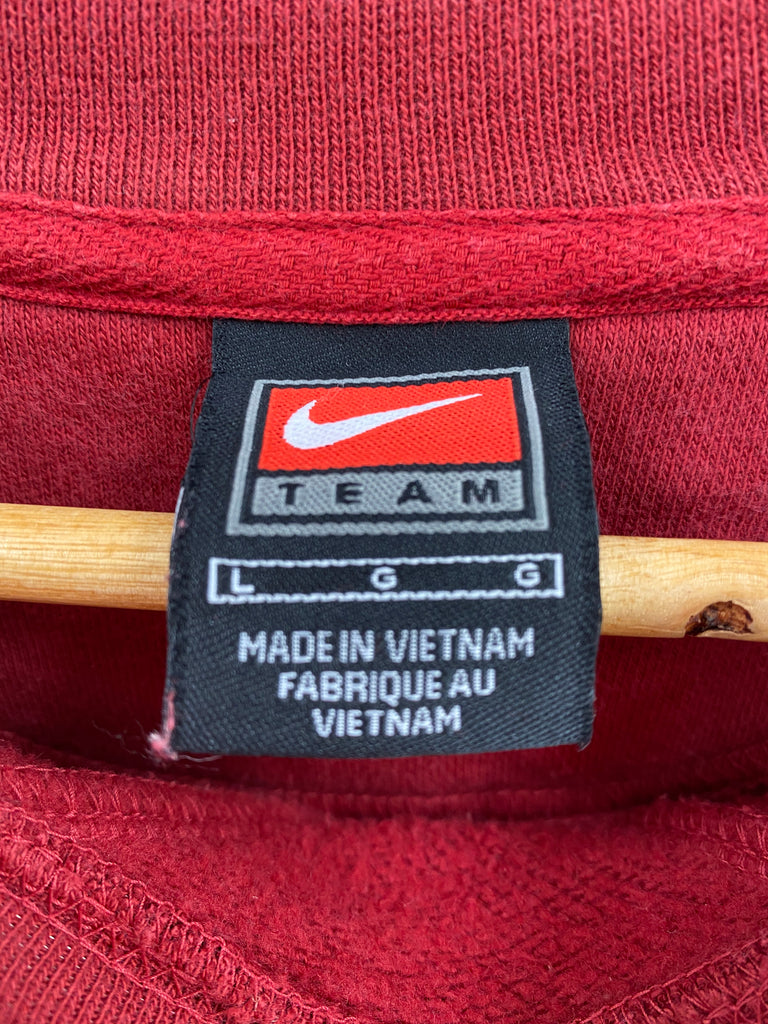 TEAM
L G G
MADE IN VIETNAM
FABRIQUE AU
VIETNAM